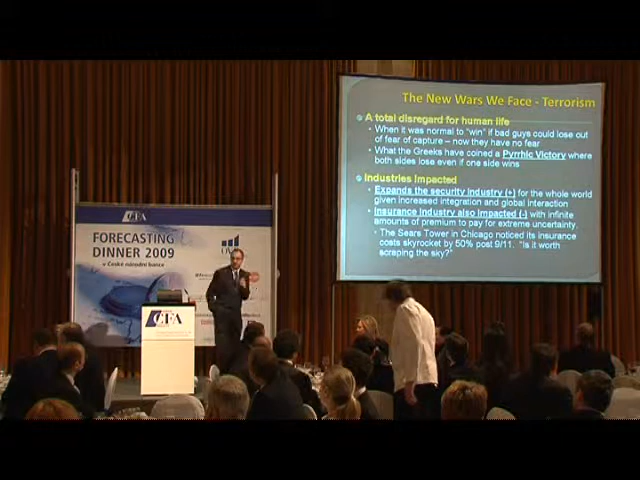 The New Wars We Face - Terrorism
A total disregard for human life
When it was normal to "win" if bad guys could lose out
of fear of capture – now they have no fear
What the Greeks have coined a Pyrrhic Victory where
both sides lose even if one side wins
Industries Impacted
Expands the security industry (+) for the whole world
given increased integration and global interaction
Insurance Industry also impacted (-) with infinite
amounts of premium to pay for extreme uncertainty.
The Sears Tower in Chicago noticed its insurance
costs skyrocket by 50% post 9/11. "Is it worth
scraping the sky?"
CFA
FORECASTING
DINNER 2009
v České národní bance
CFA